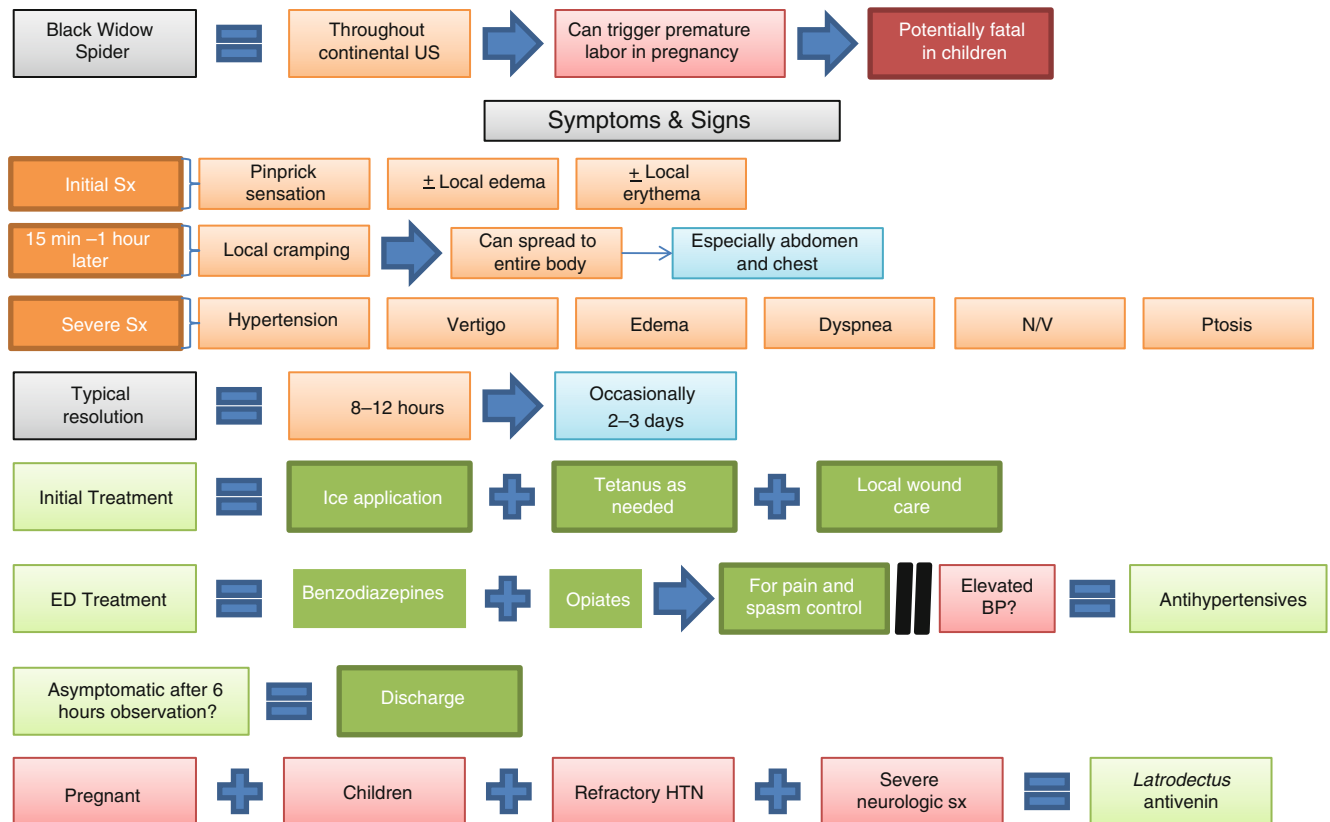 Black Widow
Spider
Throughout
continental US
Can trigger premature
labor in pregnancy
Potentially fatal
in children
Symptoms & Signs
Initial Sx
Pinprick
sensation
± Local edema
± Local
erythema
15 min –1 hour
later
Local cramping
Can spread to
entire body
Especially abdomen
and chest
Severe Sx
Hypertension
Vertigo
Edema
Dyspnea
N/V
Ptosis
Typical
resolution
8–12 hours
Occasionally
2–3 days
Initial Treatment
Ice application
Tetanus as
needed
Local wound
care
ED Treatment
Benzodiazepines
Opiates
For pain and
spasm control
Elevated
BP?
Antihypertensives
Asymptomatic after 6
hours observation?
Discharge
Pregnant
Children
Refractory HTN
Severe
neurologic sx
Latrodectus
antivenin